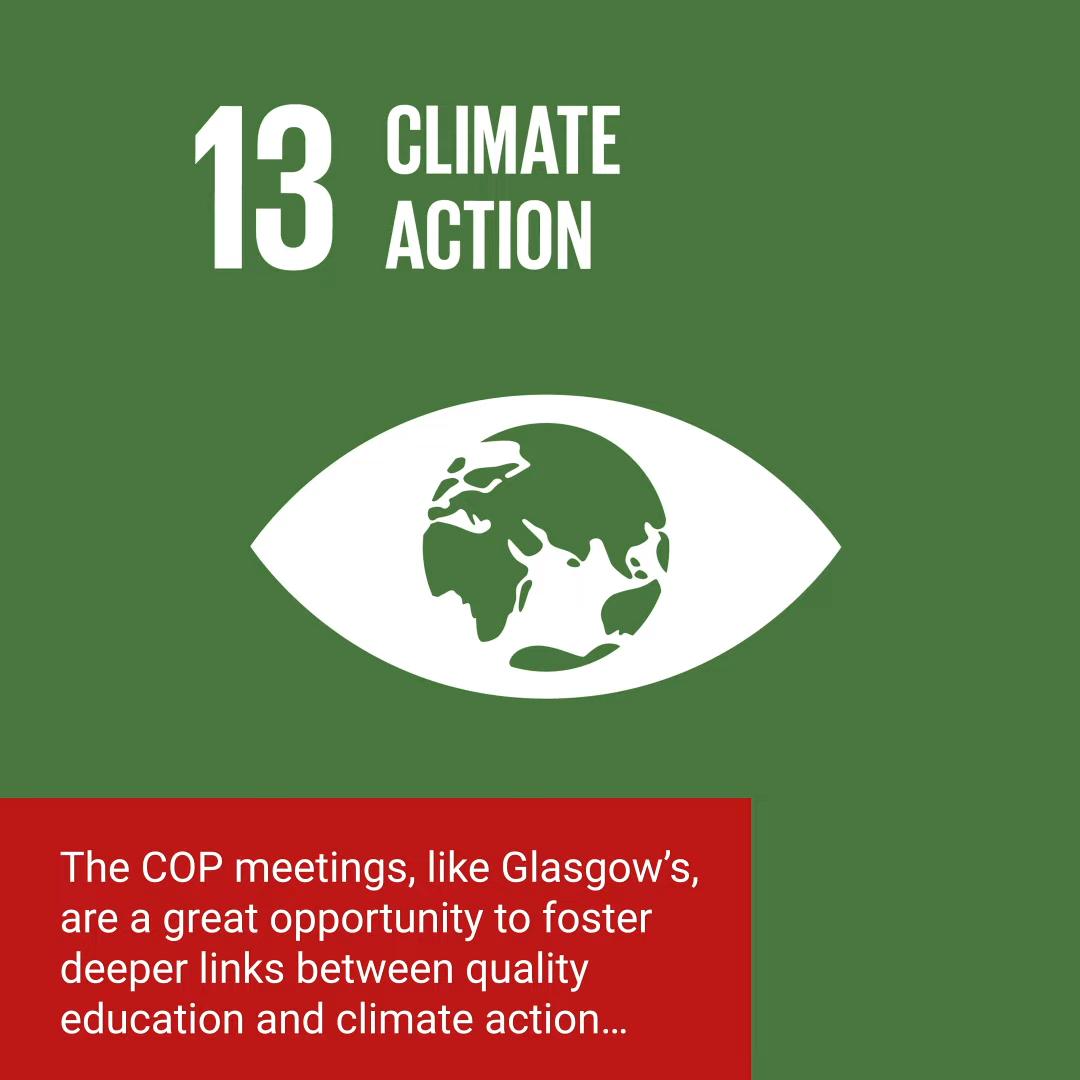 13 CLIMATE
ACTION
The COP meetings, like Glasgow’s,
are a great opportunity to foster
deeper links between quality
education and climate action…